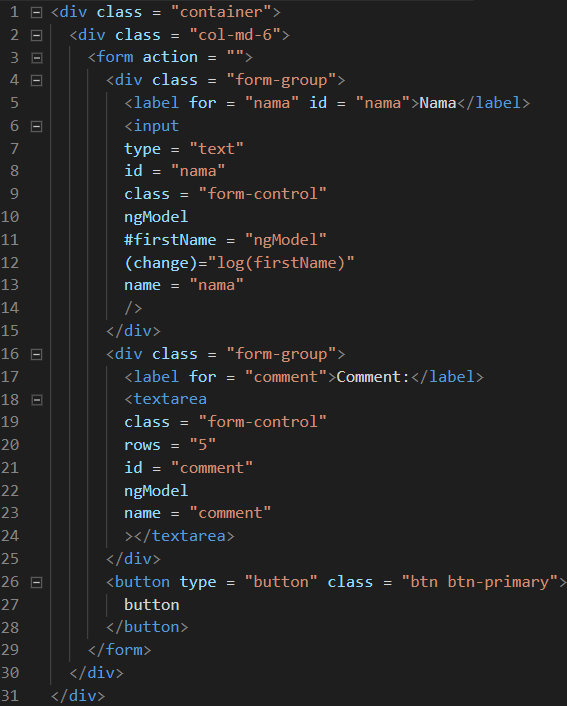 1 <div class = "container">
2 <div class = "col-md-6">
3 <form action = "">
4 <div class = "form-group">
5 <label for = "nama" id = "nama">Nama</label>
6 <input
7 type = "text"
8 id = "nama"
9 class = "form-control"
10 ngModel
11 #firstName = "ngModel"
12 (change)="log(firstName)"
13 name = "nama"
14 />
15 </div>
16 <div class = "form-group">
17 <label for = "comment">Comment:</label>
18 <textarea
19 class = "form-control"
20 rows = "5"
21 id = "comment"
22 ngModel
23 name = "comment"
24 ></textarea>
25 </div>
26 <button type = "button" class = "btn btn-primary">
27 button
28 </button>
29 </form>
30 </div>
31 </div>